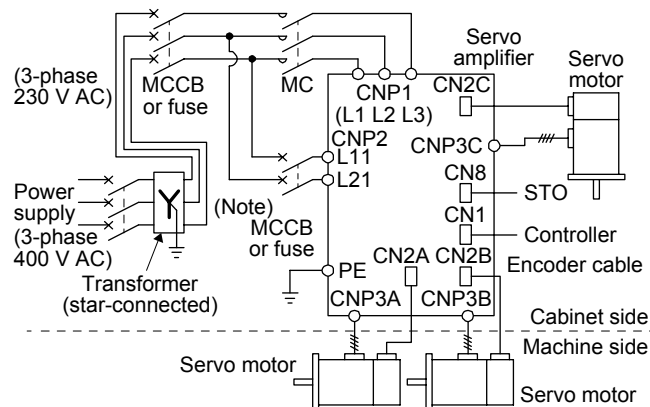 (3-phase
230 V AC)
MCCB
or fuse
MC
Servo
amplifier
Servo
motor
CN2C
CNP1
(L1 L2 L3)
CNP2
L11
L21
CNP3C
CN8
STO
CN1
Controller
Power
supply
(3-phase
400 V AC)
(Note)
MCCB
or fuse
Transformer
(star-connected)
PE
CN2A
CN2B
Encoder cable
CNP3A
CNP3B
Cabinet side
Machine side
Servo motor
Servo motor